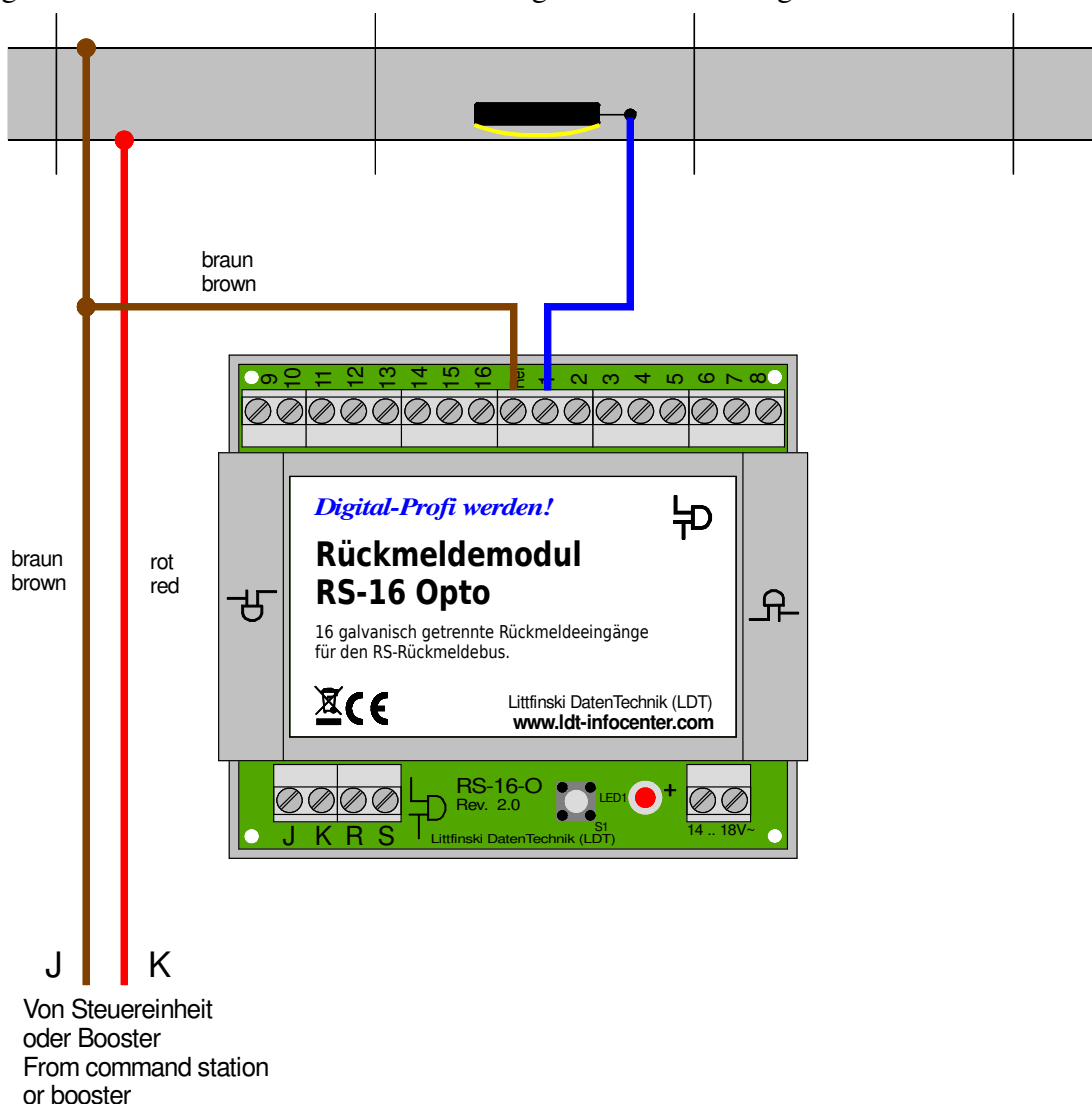 braun
brown
9 10 11 12 13 14 15 16 1 2 3 4 5 6 7 8
Digital-Profi werden!
Rückmeldemodul
RS-16 Opto
16 galvanisch getrennte Rückmeldeeingänge
für den RS-Rückmeldebus.
CE
Littfinski DatenTechnik (LDT)
www.ldt-infocenter.com
braun
brown
rot
red
RS-16-O
Rev. 2.0
LED1
+
S1
14 .. 18V~
J K R S
Littfinski DatenTechnik (LDT)
J
K
Von Steuereinheit
oder Booster
From command station
or booster